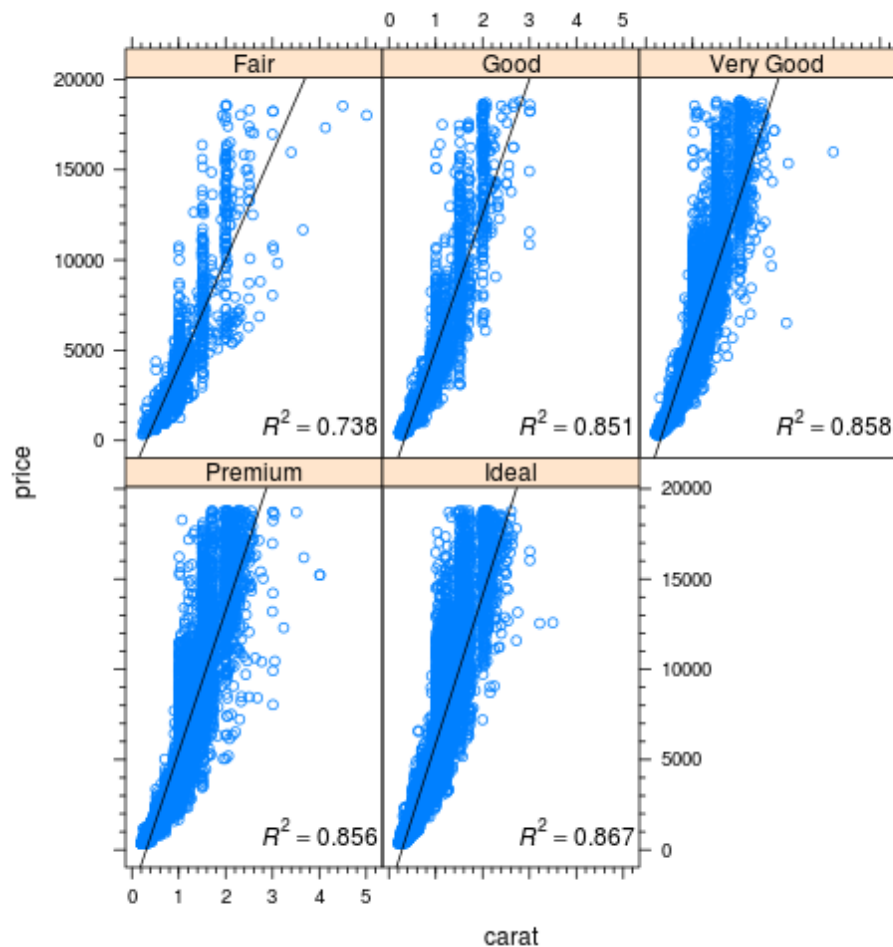 0 1 2 3 4 5
Fair Good Very Good
20000
15000
10000
5000
0
R² = 0.738 R² = 0.851 R² = 0.858
price
Premium Ideal
20000
15000
10000
5000
0
R² = 0.856 R² = 0.867
0 1 2 3 4 5
carat